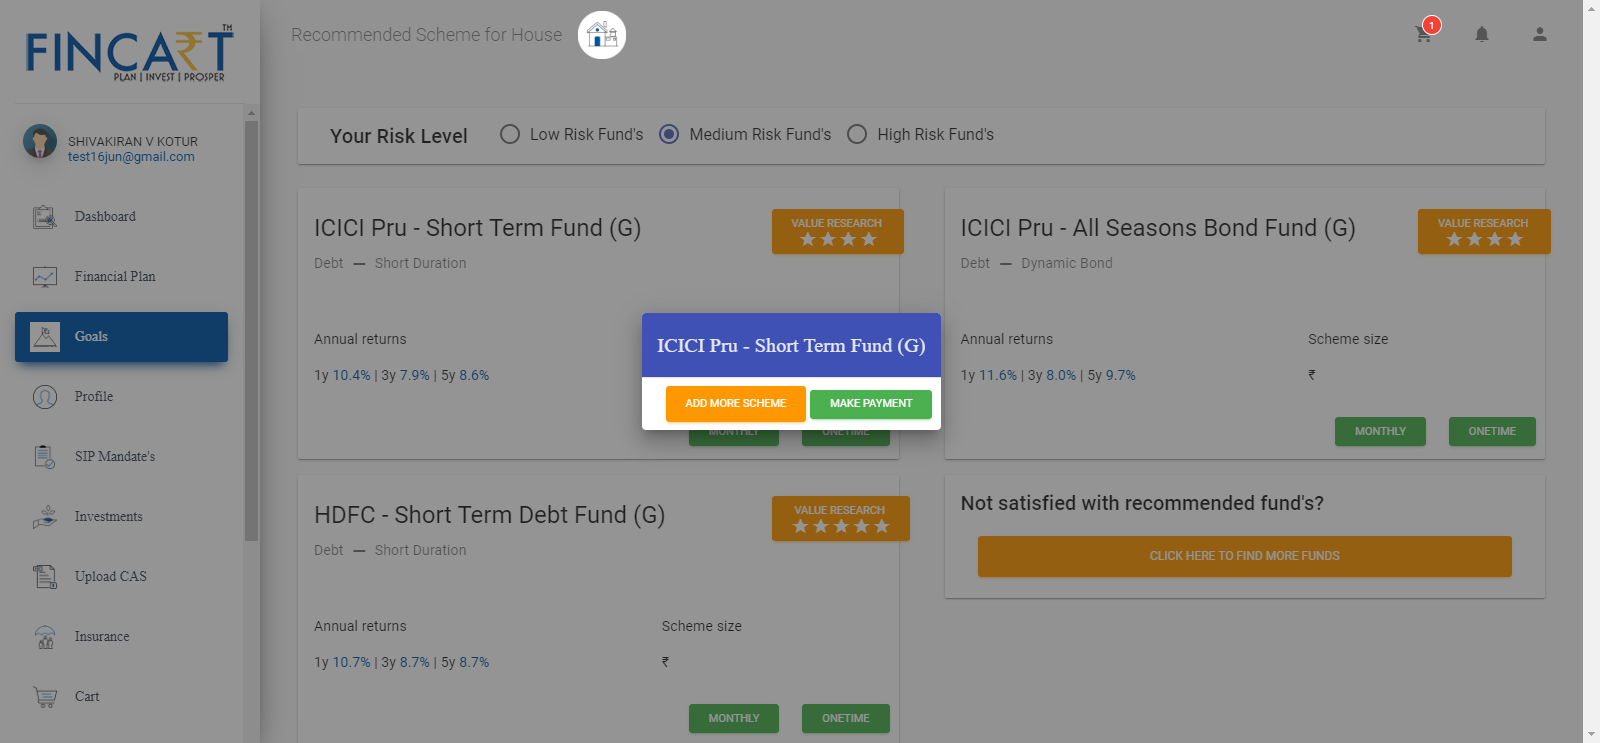 FINCA₹T™
PLAN | INVEST | PROSPER
SHIVAKIRAN V KOTUR
test16jun@gmail.com
Dashboard
Financial Plan
Goals
Profile
SIP Mandate's
Investments
Upload CAS
Insurance
Cart
Recommended Scheme for House
1
Your Risk Level
Low Risk Fund's
Medium Risk Fund's
High Risk Fund's
ICICI Pru - Short Term Fund (G)
VALUE RESEARCH
★★★★
Debt — Short Duration
Annual returns
1y 10.4% | 3y 7.9% | 5y 8.6%
MONTHLY
ONETIME
ICICI Pru - All Seasons Bond Fund (G)
VALUE RESEARCH
★★★★
Debt — Dynamic Bond
Annual returns
Scheme size
1y 11.6% | 3y 8.0% | 5y 9.7%
₹
MONTHLY
ONETIME
ICICI Pru - Short Term Fund (G)
ADD MORE SCHEME
MAKE PAYMENT
HDFC - Short Term Debt Fund (G)
VALUE RESEARCH
★★★★★
Debt — Short Duration
Annual returns
Scheme size
1y 10.7% | 3y 8.7% | 5y 8.7%
₹
MONTHLY
ONETIME
Not satisfied with recommended fund's?
CLICK HERE TO FIND MORE FUNDS